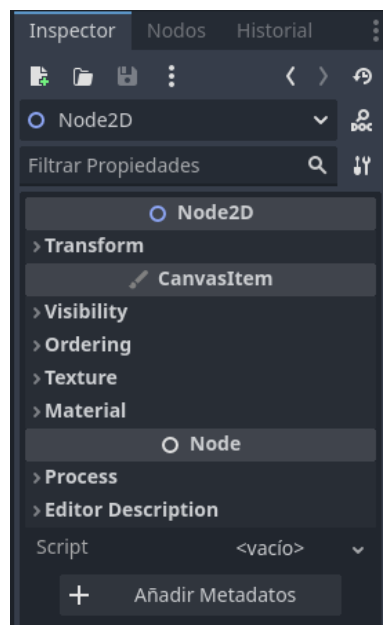 Inspector Nodos Historial
Node2D
DOC
Filtrar Propiedades
Node2D
Transform
CanvasItem
Visibility
Ordering
Texture
Material
Node
Process
Editor Description
Script <vacío>
Añadir Metadatos